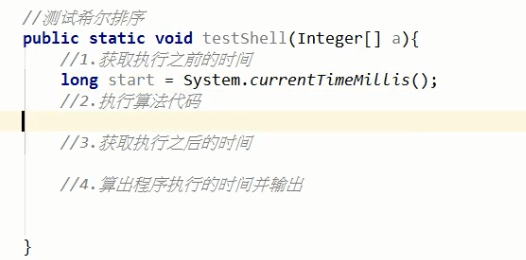 //测试希尔排序
public static void testShell(Integer[] a){
//1.获取执行之前的时间
long start = System.currentTimeMillis();
//2.执行算法代码
//3.获取执行之后的时间
//4.算出程序执行的时间并输出
}